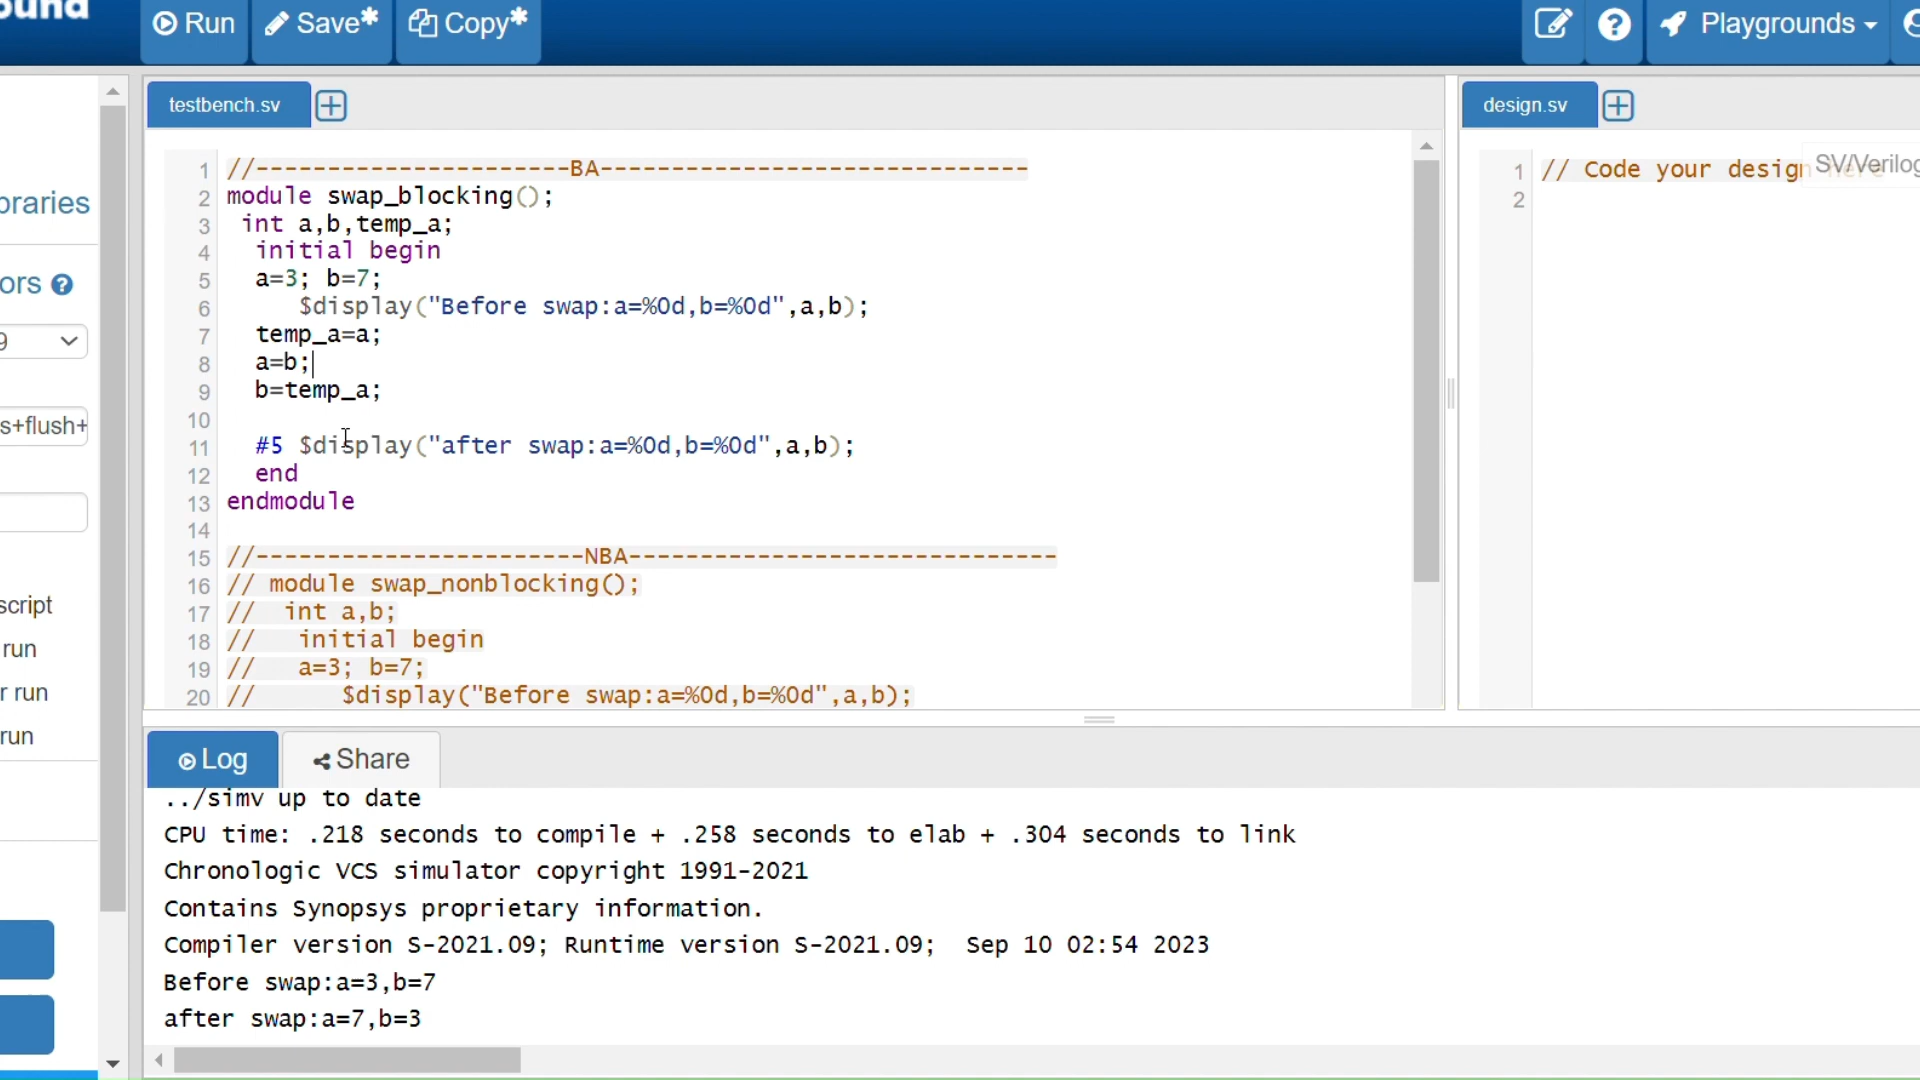 ound
Run
Save*
Copy*
Playgrounds
braries
ors
9
s+flush+
script
run
r run
run
testbench.sv
design.sv
1 //----------------------BA------------------------------
2 module swap_blocking();
3 int a,b,temp_a;
4 initial begin
5 a=3; b=7;
6 $display("Before swap:a=%0d,b=%0d",a,b);
7 temp_a=a;
8 a=b;
9 b=temp_a;
10
11 #5 $display("after swap:a=%0d,b=%0d",a,b);
12 end
13 endmodule
14
15 //-----------------------NBA------------------------------
16 // module swap_nonblocking();
17 // int a,b;
18 // initial begin
19 // a=3; b=7;
20 // $display("Before swap:a=%0d,b=%0d",a,b);
1 // Code your design here
2
SV/Verilog
Log
Share
../simv up to date
CPU time: .218 seconds to compile + .258 seconds to elab + .304 seconds to link
Chronologic VCS simulator copyright 1991-2021
Contains Synopsys proprietary information.
Compiler version S-2021.09; Runtime version S-2021.09; Sep 10 02:54 2023
Before swap:a=3,b=7
after swap:a=7,b=3